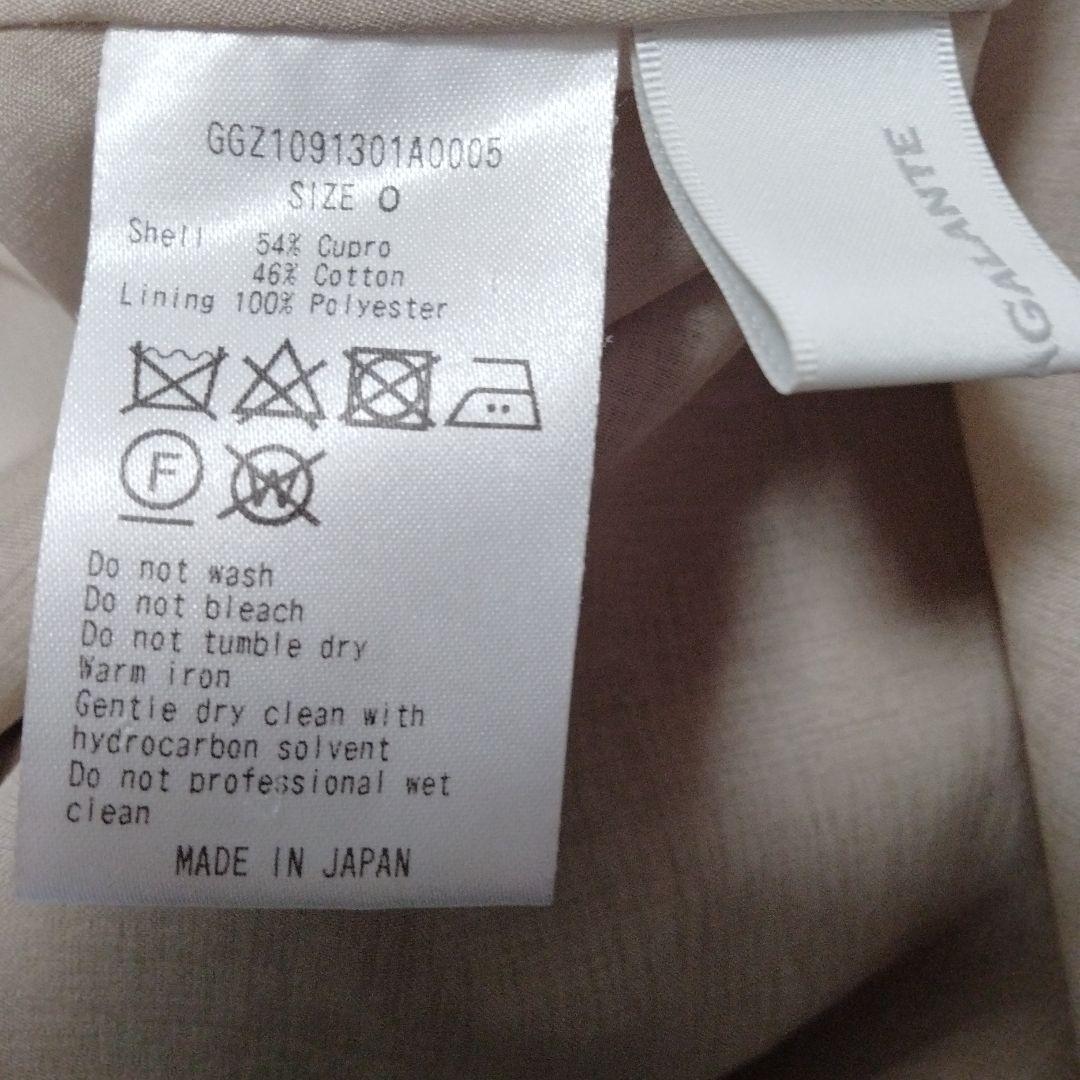 GGZ1091301A0005
SIZE 0
Shell 54% Cupro
46% Cotton
Lining 100% Polyester
F
W
Do not wash
Do not bleach
Do not tumble dry
Warm iron
Gentle dry clean with
hydrocarbon solvent
Do not professional wet
clean
MADE IN JAPAN
GALANTE